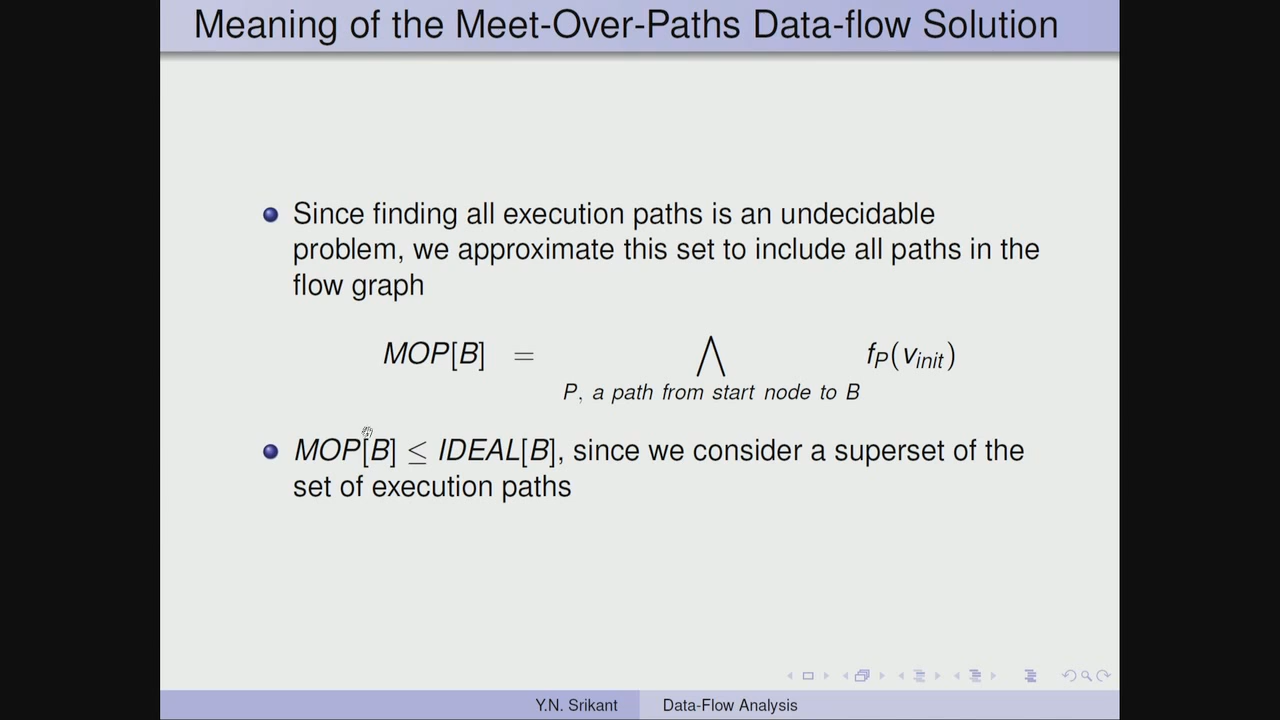 Meaning of the Meet-Over-Paths Data-flow Solution
Since finding all execution paths is an undecidable
problem, we approximate this set to include all paths in the
flow graph
MOP[B] = ⋀ f_P(v_init)
P, a path from start node to B
MOP[B] ≤ IDEAL[B], since we consider a superset of the
set of execution paths
Y.N. Srikant Data-Flow Analysis